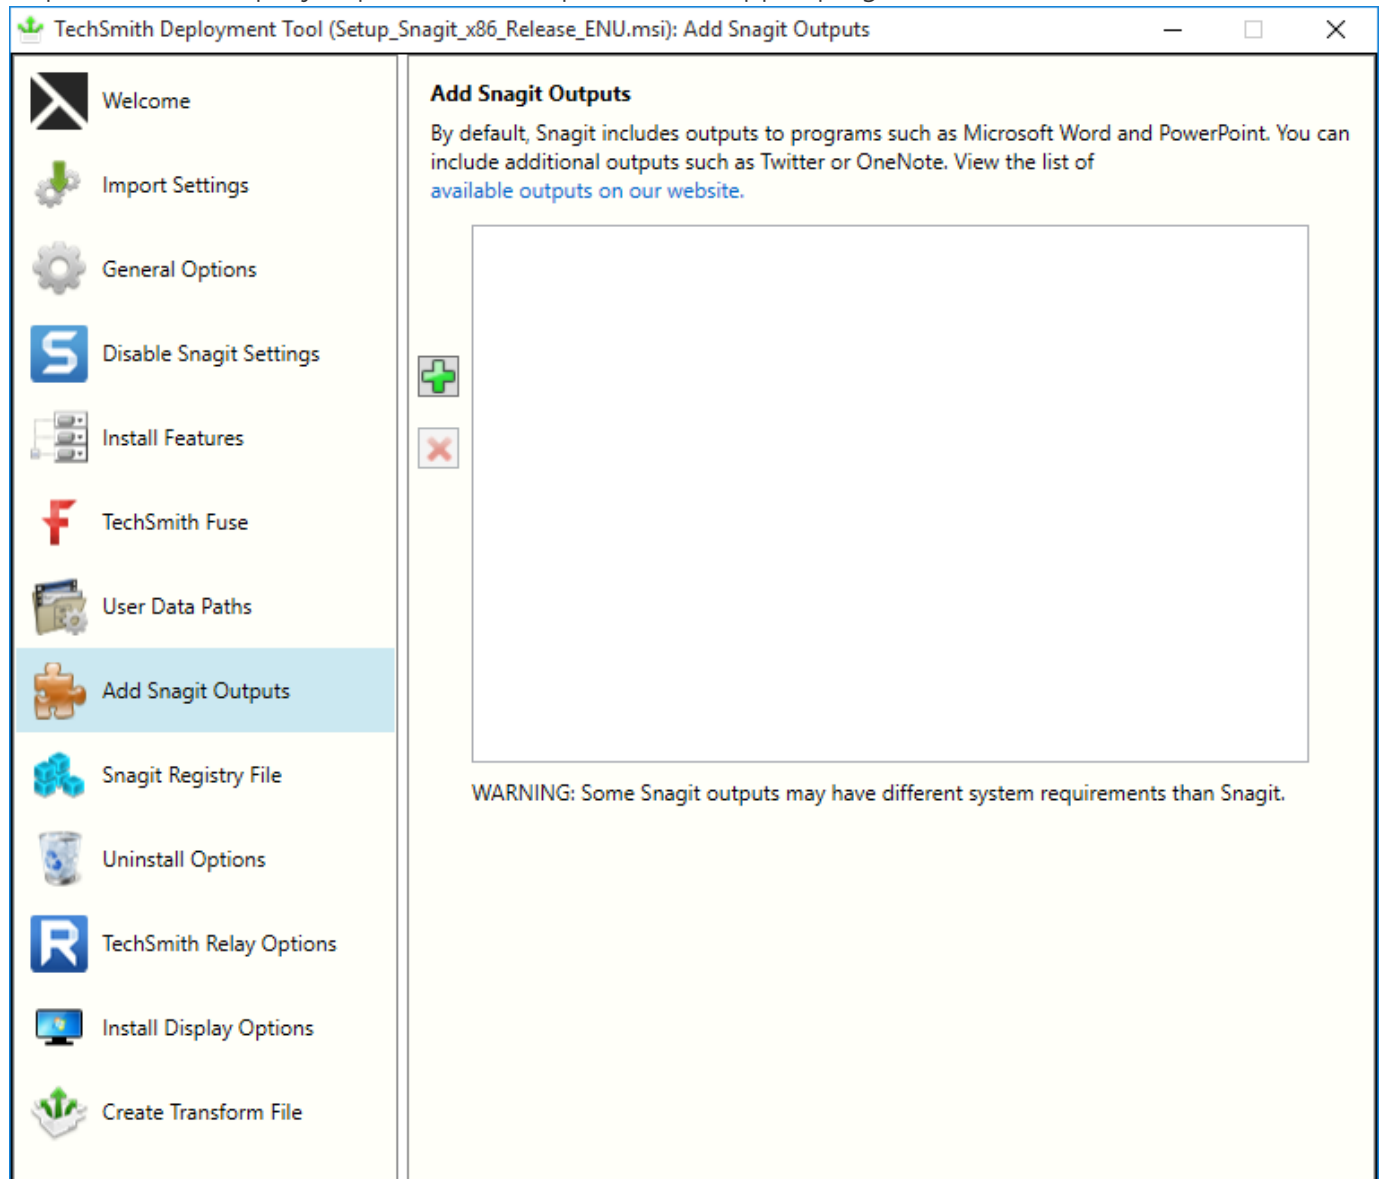 TechSmith Deployment Tool (Setup_Snagit_x86_Release_ENU.msi): Add Snagit Outputs
Welcome
Import Settings
General Options
Disable Snagit Settings
Install Features
TechSmith Fuse
User Data Paths
Add Snagit Outputs
Snagit Registry File
Uninstall Options
TechSmith Relay Options
Install Display Options
Create Transform File
Add Snagit Outputs
By default, Snagit includes outputs to programs such as Microsoft Word and PowerPoint. You can
include additional outputs such as Twitter or OneNote. View the list of
available outputs on our website.
WARNING: Some Snagit outputs may have different system requirements than Snagit.